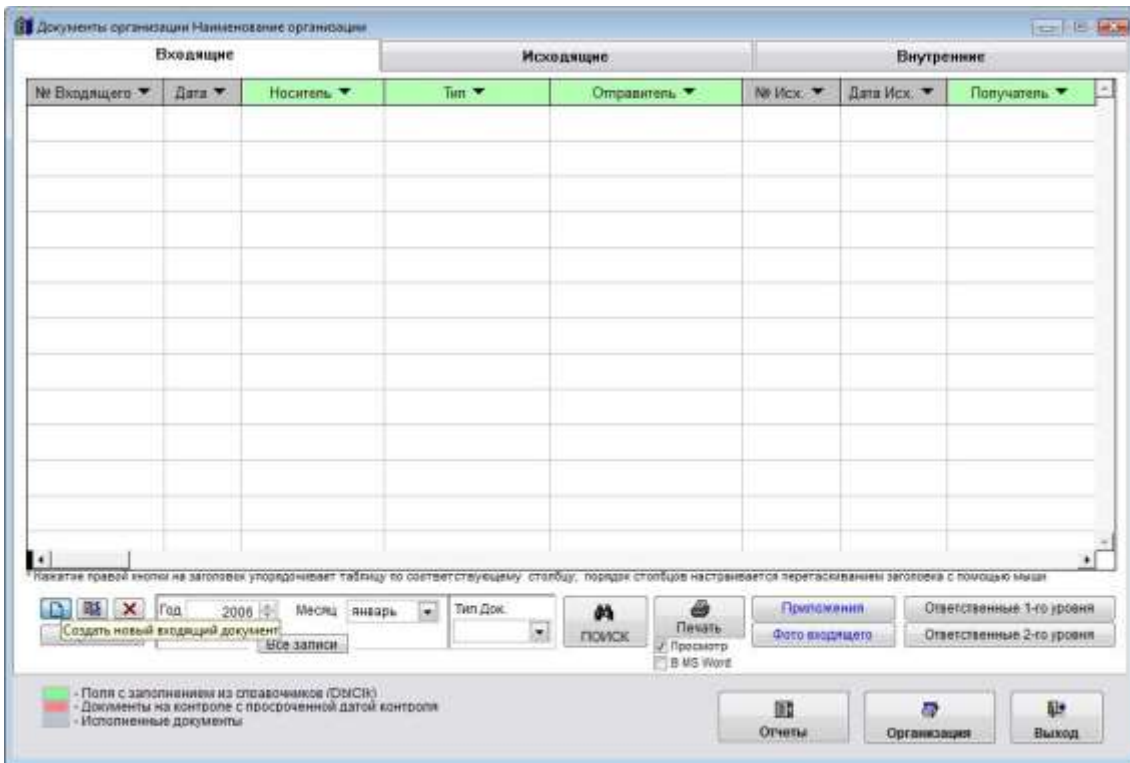 Документы организации Наименование организации
Входящие Исходящие Внутренние
№ Входящего Дата Носитель Тип Отправитель № Исх. Дата Исх. Получатель
* Нажатие правой кнопки на заголовок упорядочивает таблицу по соответствующему столбцу, порядок столбцов настраивается перетаскиванием заголовка с помощью мыши
Год 2006 Месяц январь Тип Док. ПОИСК Печать Приложения Ответственные 1-го уровня
Создать новый входящий документ Фото входящего Ответственные 2-го уровня
Все записи Просмотр
В MS Word
- Поля с заполнением из справочников (DblClk)
- Документы на контроле с просроченной датой контроля
- Исполненные документы
Отчеты Организация Выход